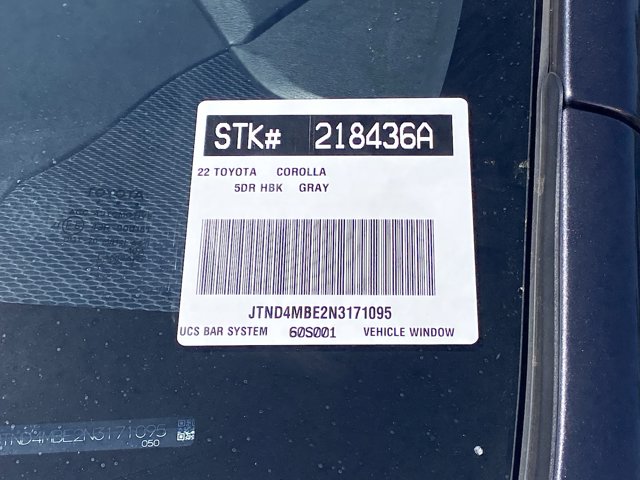 STK# 218436A
22 TOYOTA COROLLA
5DR HBK GRAY
JTND4MBE2N3171095
UCS BAR SYSTEM 60S001 VEHICLE WINDOW
TOYOTA
JTND4MBE2N3171095
050